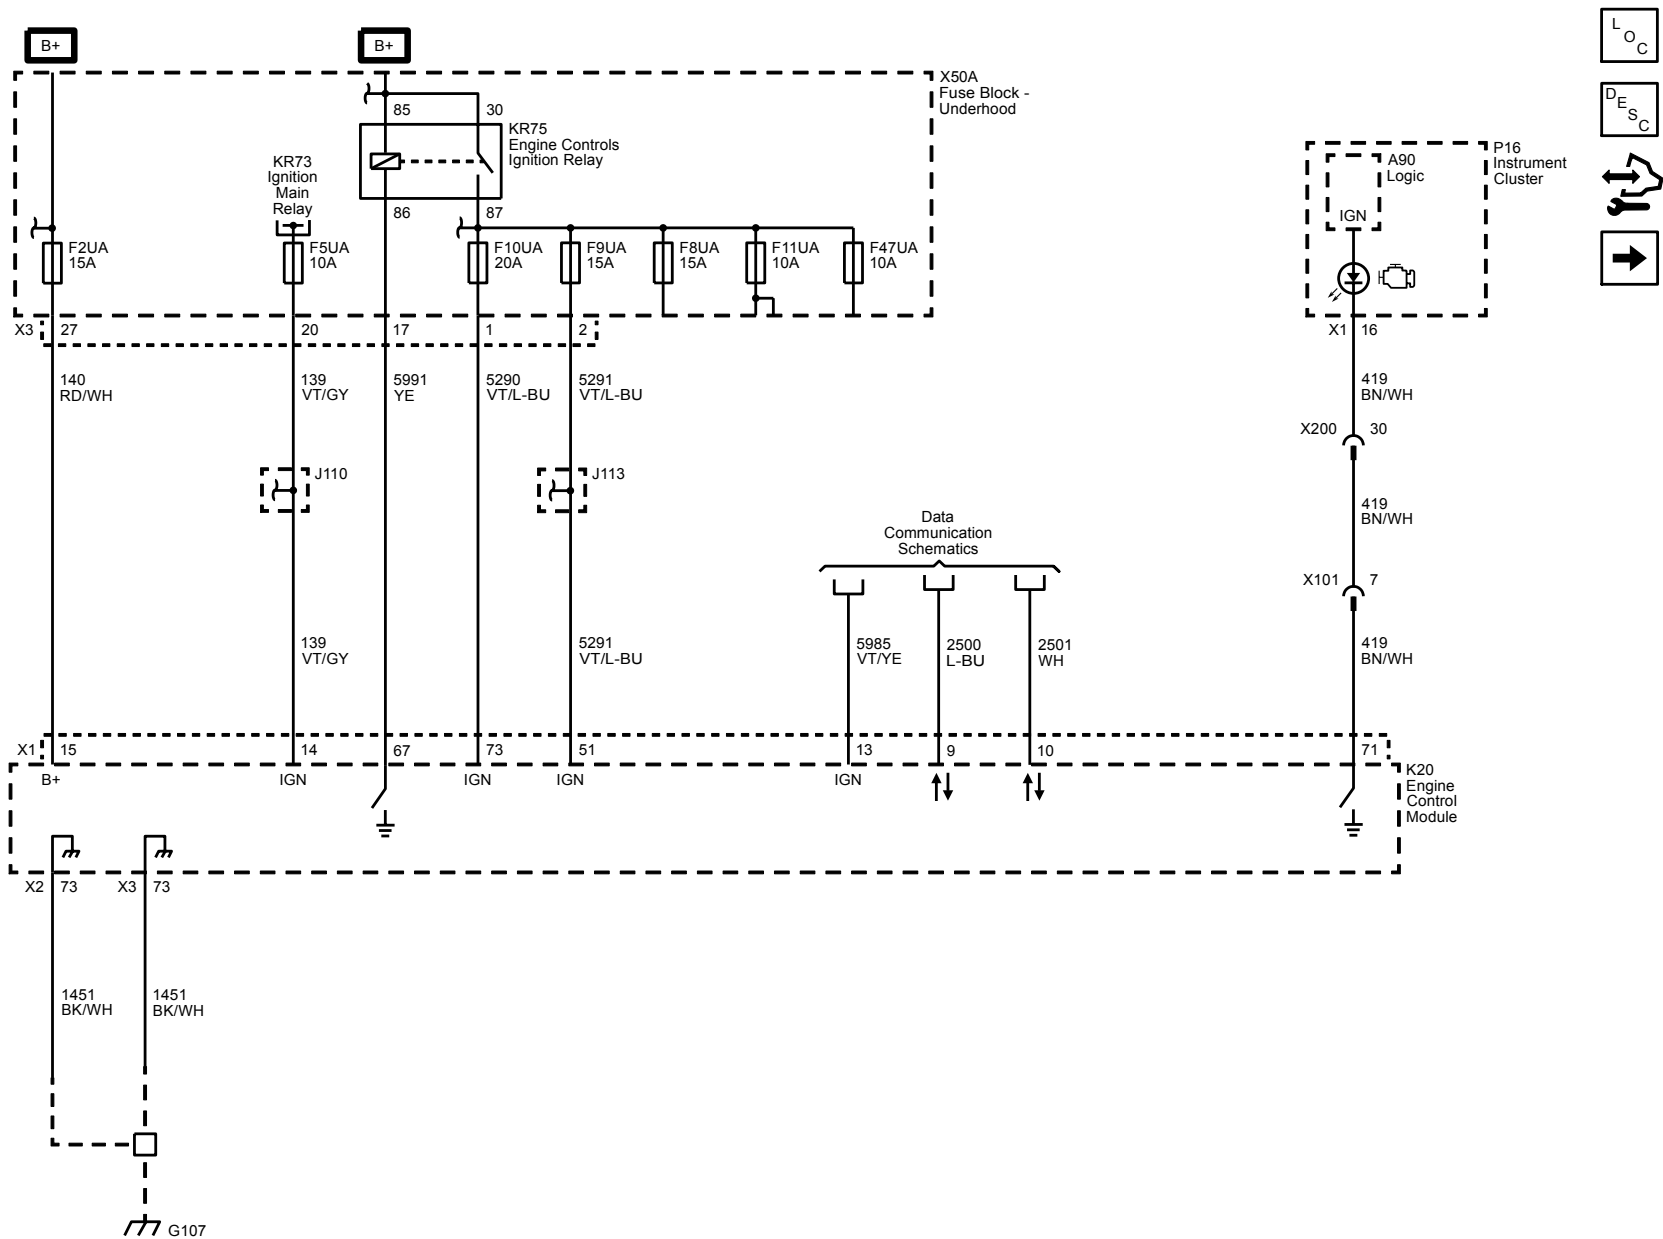 B+
B+
L
O
C
D
E
S
C
X50A
Fuse Block -
Underhood
85
30
KR75
Engine Controls
Ignition Relay
KR73
Ignition
Main
Relay
86
87
F2UA
15A
F5UA
10A
F10UA
20A
F9UA
15A
F8UA
15A
F11UA
10A
F47UA
10A
P16
Instrument
Cluster
A90
Logic
IGN
X3
27
20
17
1
2
X1
16
140
RD/WH
139
VT/GY
5991
YE
5290
VT/L-BU
5291
VT/L-BU
419
BN/WH
X200
30
J110
J113
419
BN/WH
Data
Communication
Schematics
X101
7
139
VT/GY
5291
VT/L-BU
5985
VT/YE
2500
L-BU
2501
WH
419
BN/WH
X1
15
14
67
73
51
13
9
10
71
B+
IGN
IGN
IGN
IGN
K20
Engine
Control
Module
X2
73
X3
73
1451
BK/WH
1451
BK/WH
G107